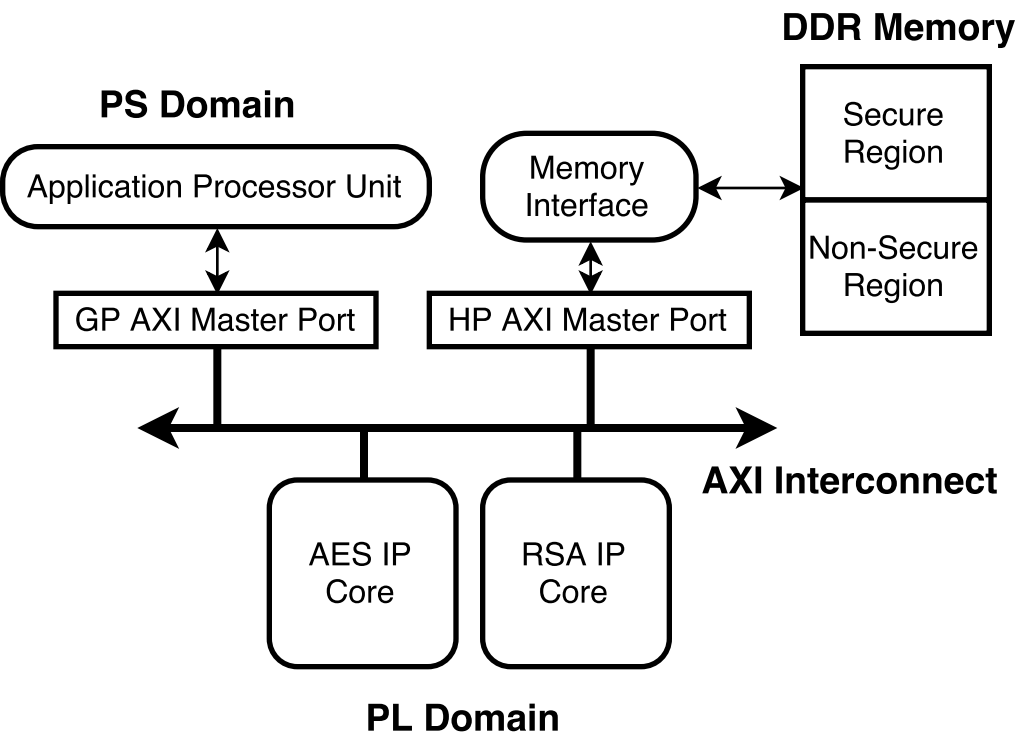 DDR Memory
PS Domain
Secure
Region
Application Processor Unit
Memory
Interface
Non-Secure
Region
GP AXI Master Port
HP AXI Master Port
AXI Interconnect
AES IP
Core
RSA IP
Core
PL Domain